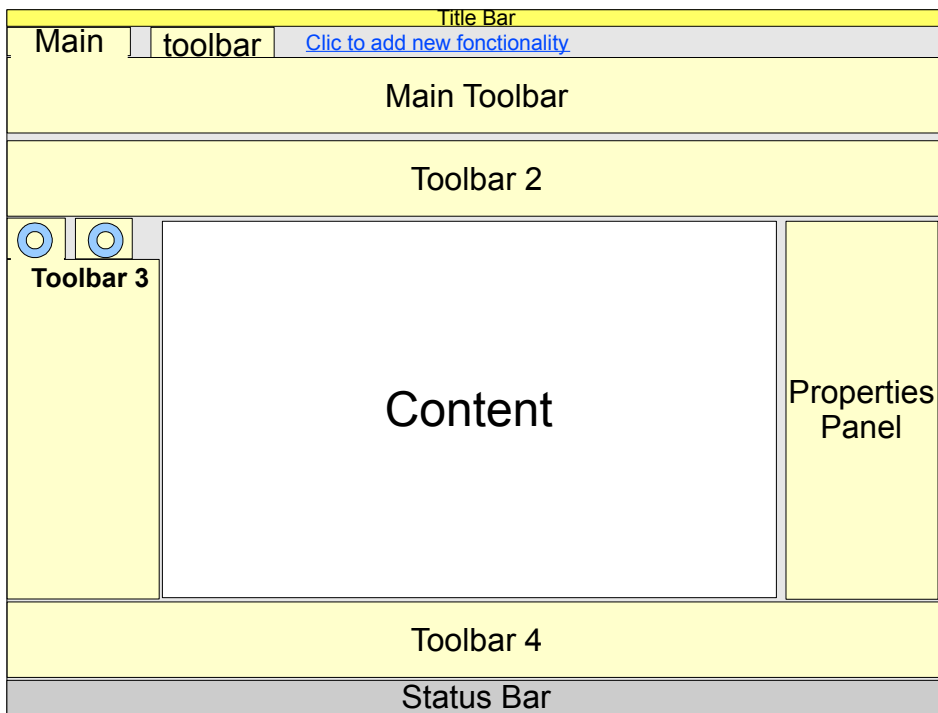 Title Bar
Main
toolbar
Clic to add new fonctionality
Main Toolbar
Toolbar 2
Toolbar 3
Content
Properties
Panel
Toolbar 4
Status Bar